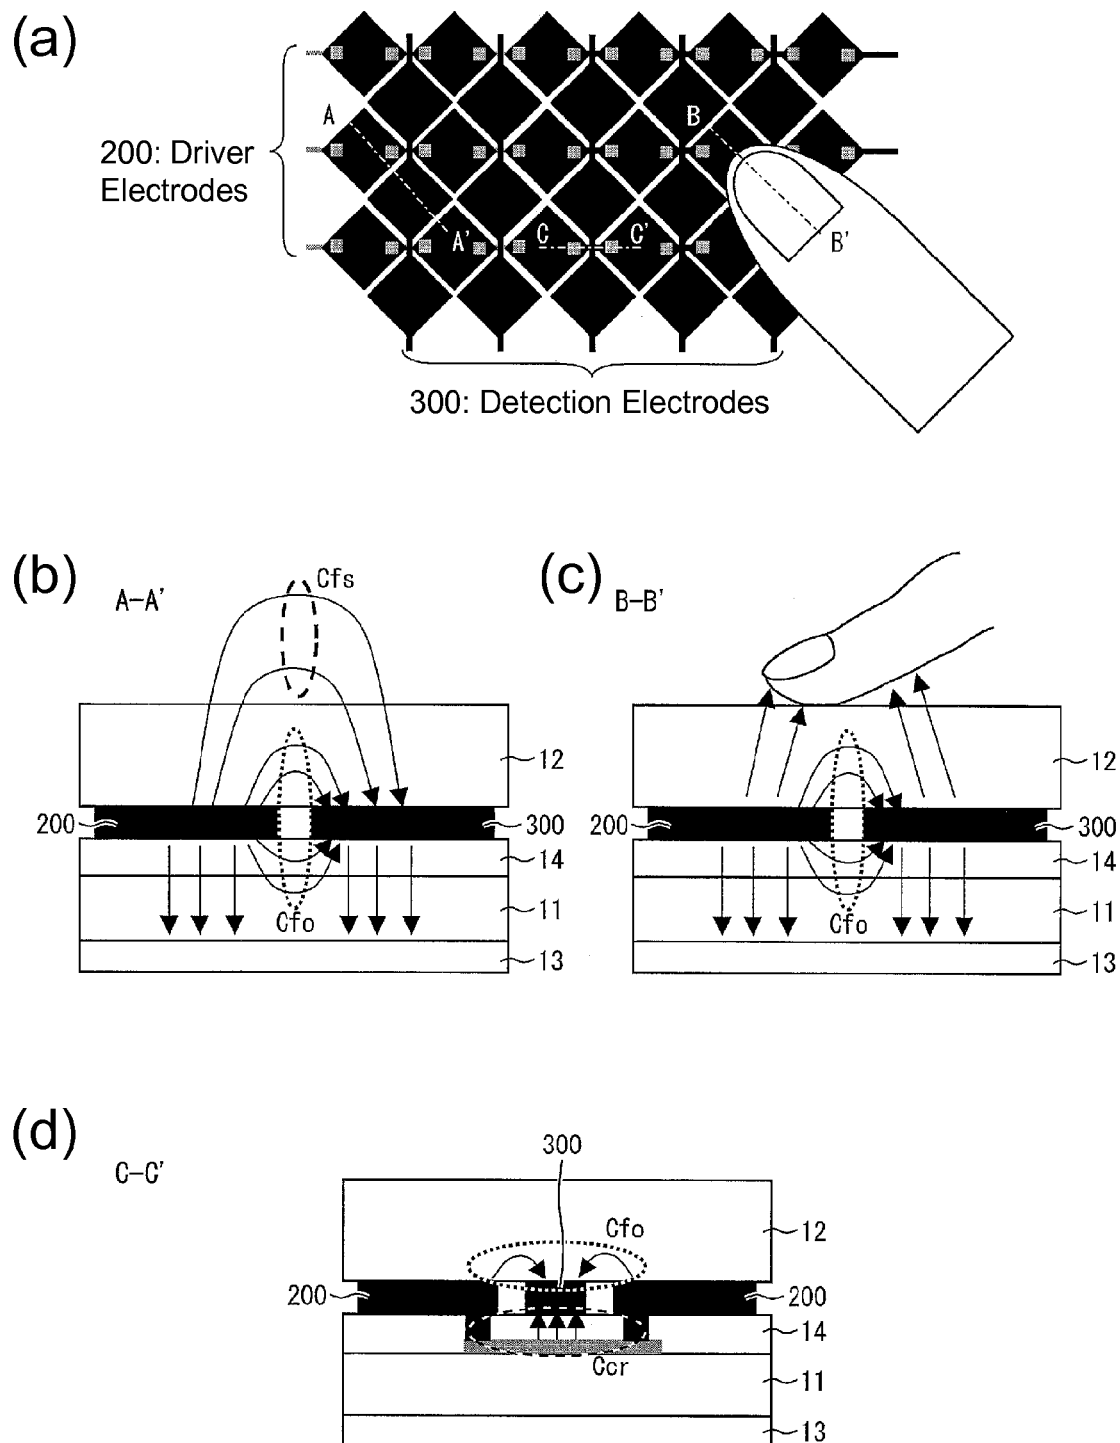 (a)
A
B
200: Driver
Electrodes
A'
C
C'
B'
300: Detection Electrodes
(b)
A-A'
Cfs
12
200
300
14
11
Cfo
13
(c)
B-B'
12
200
300
14
11
Cfo
13
(d)
C-C'
300
Cfo
12
200
200
14
Ccr
11
13